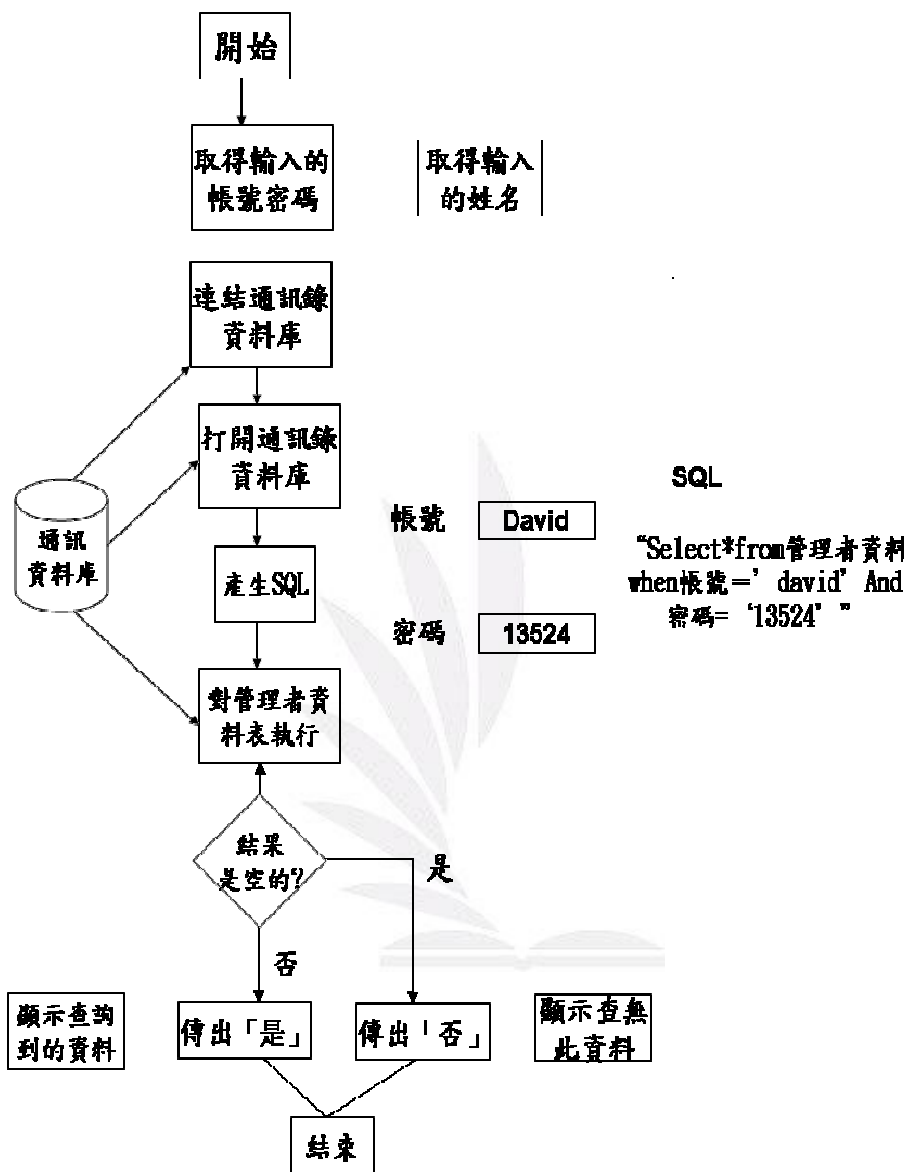 開始
取得輸入的
帳號密碼
取得輸入
的姓名
連結通訊錄
資料庫
打開通訊錄
資料庫
通訊
資料庫
產生SQL
對管理者資
料表執行
帳號
David
密碼
13524
SQL
“Select*from管理者資料
when帳號=’david’And
密碼=‘13524’”
結果
是空的?
是
否
顯示查詢
到的資料
傳出「是」
傳出「否」
顯示查無
此資料
結束